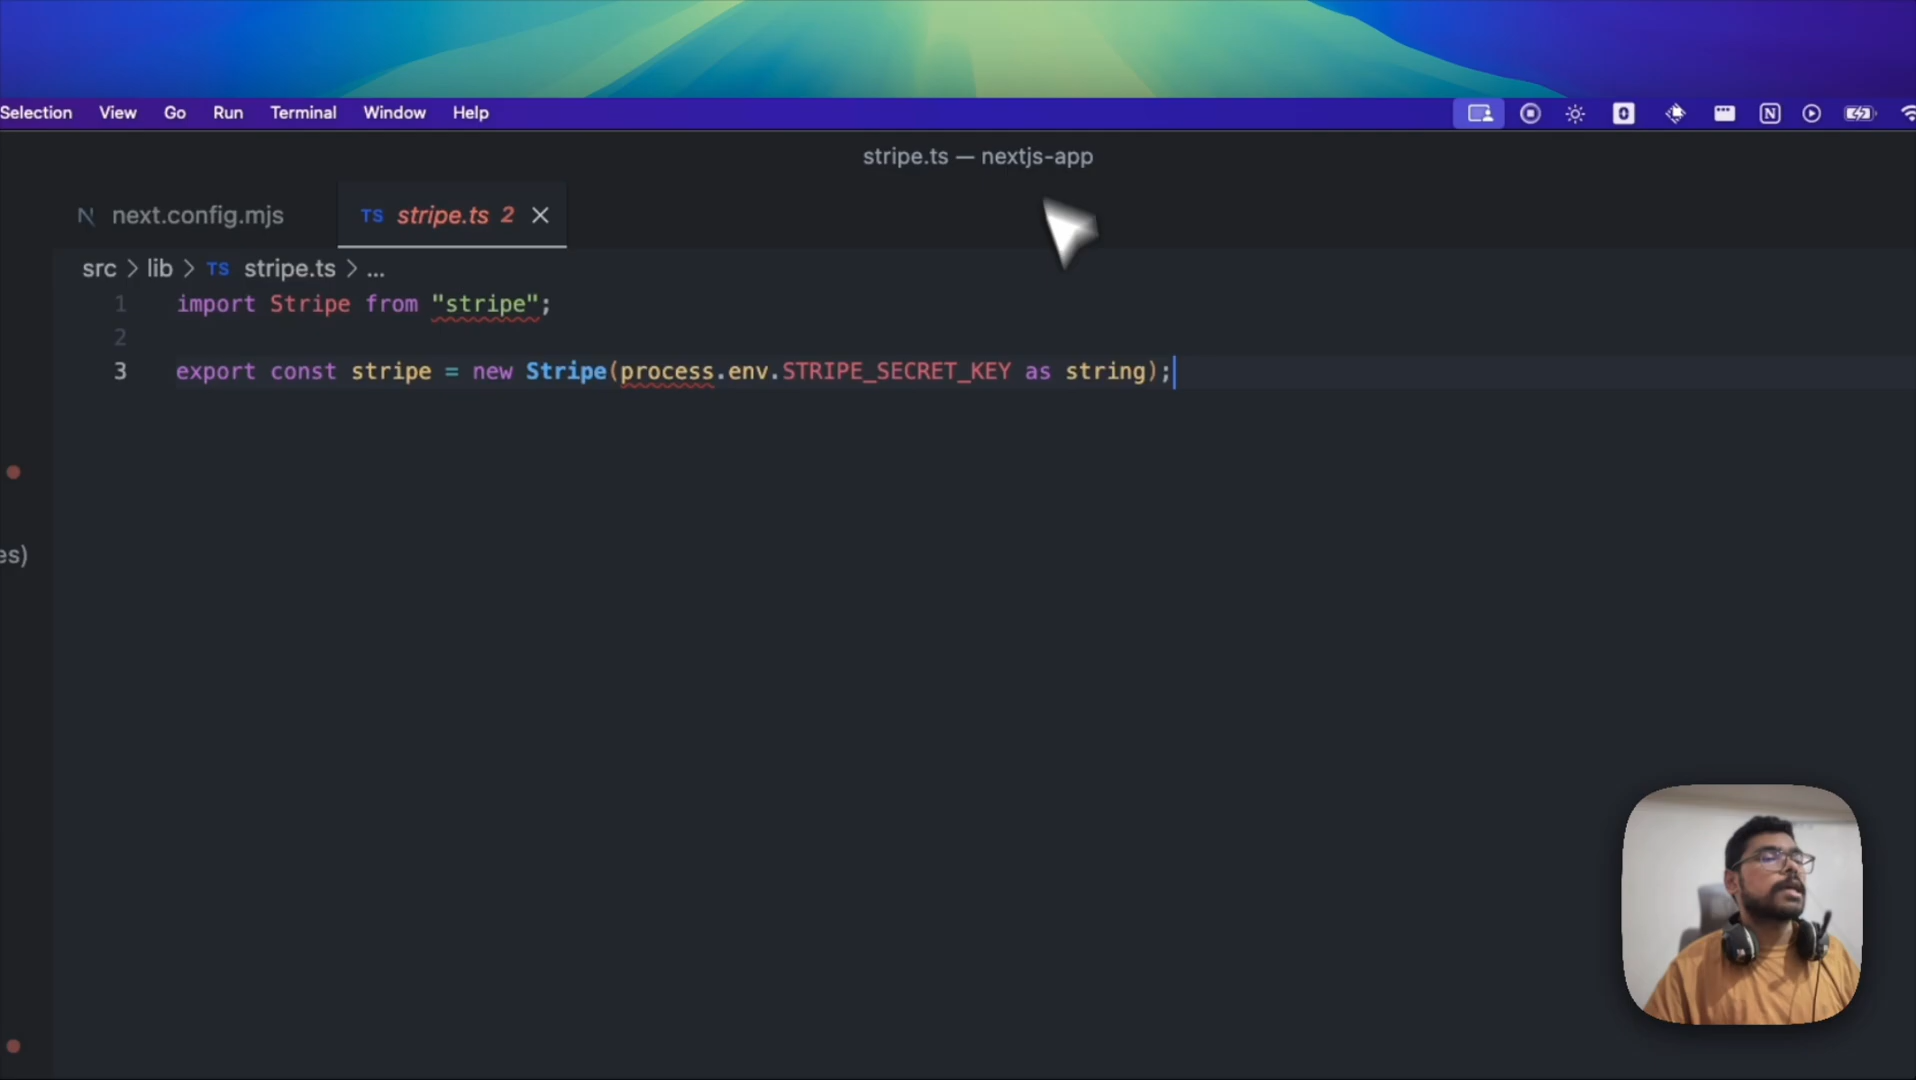 Selection View Go Run Terminal Window Help
stripe.ts — nextjs-app
next.config.mjs
TS stripe.ts 2
src > lib > TS stripe.ts > ...
1 import Stripe from "stripe";
2
3 export const stripe = new Stripe(process.env.STRIPE_SECRET_KEY as string);
es)